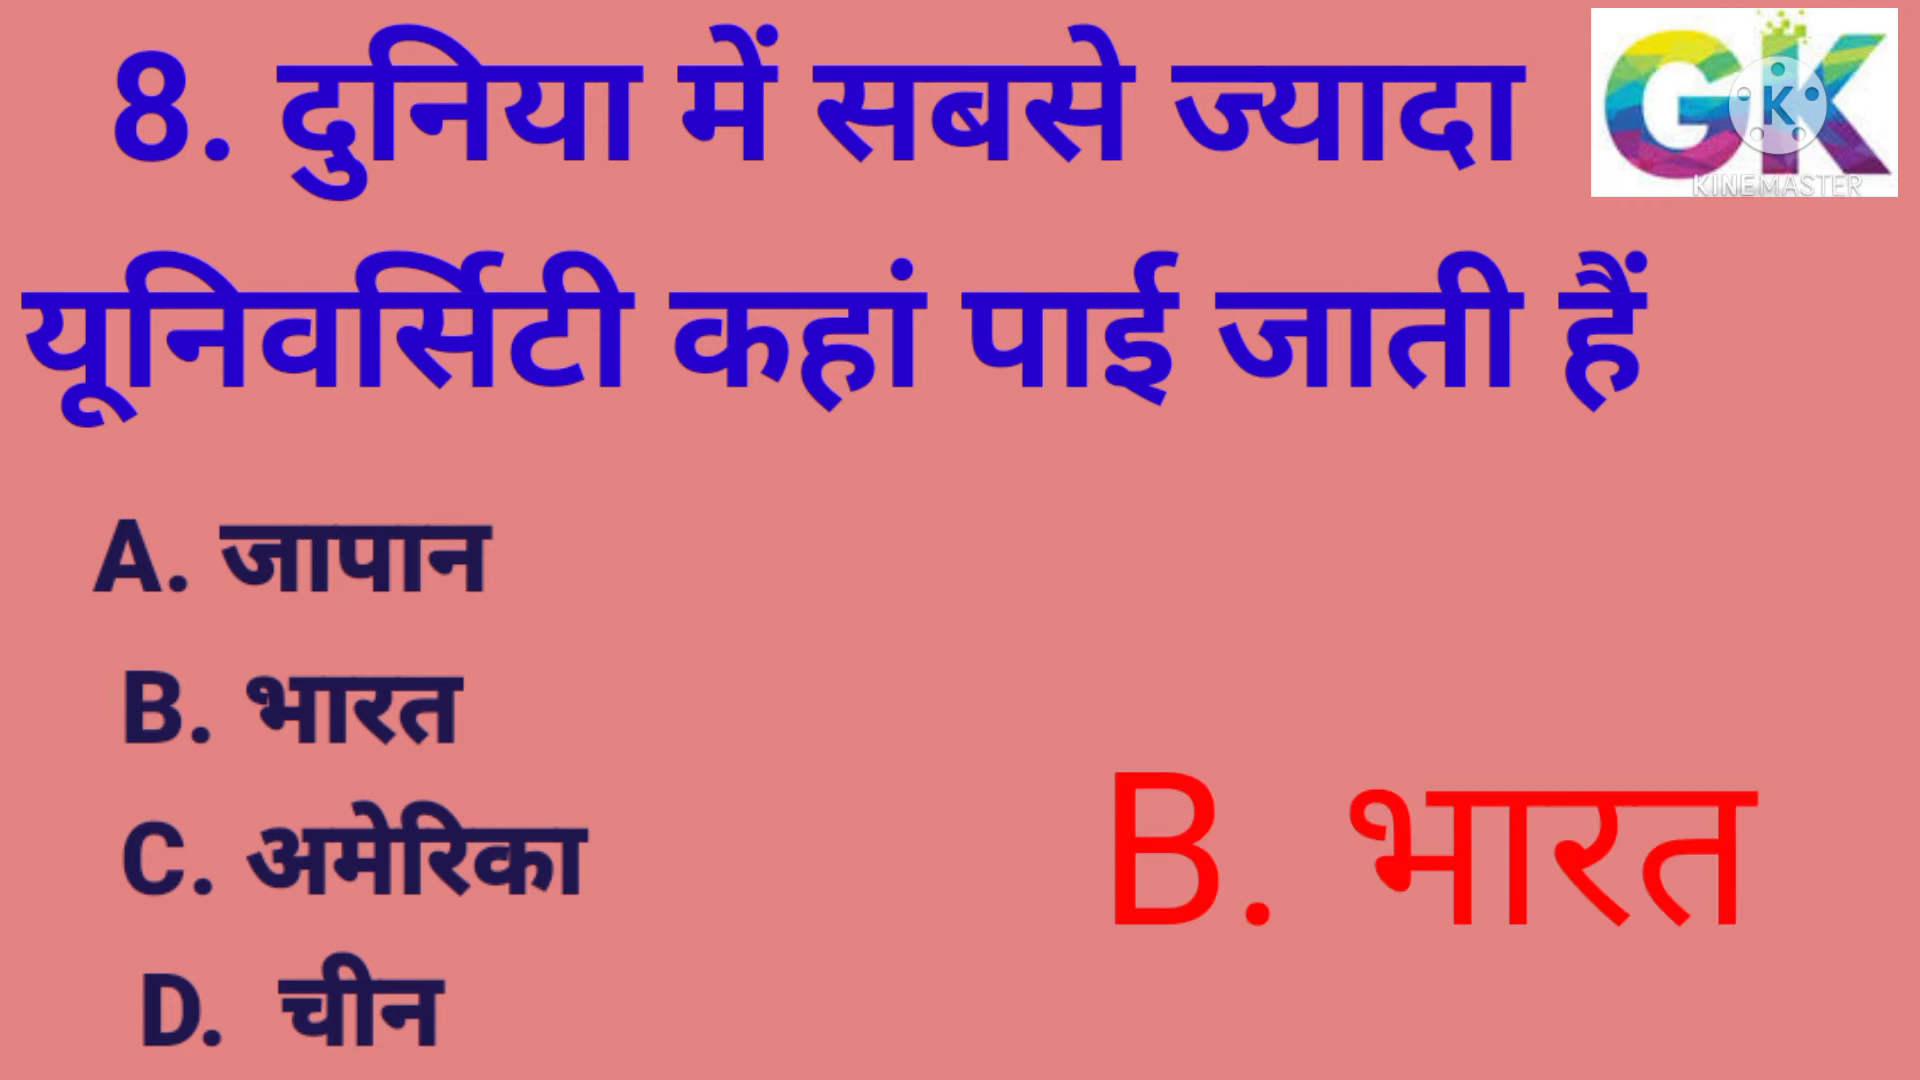 8. दुनिया में सबसे ज्यादा
यूनिवर्सिटी कहां पाई जाती हैं
A. जापान
B. भारत
C. अमेरिका
D. चीन
B. भारत
GK
K
KINEMASTER